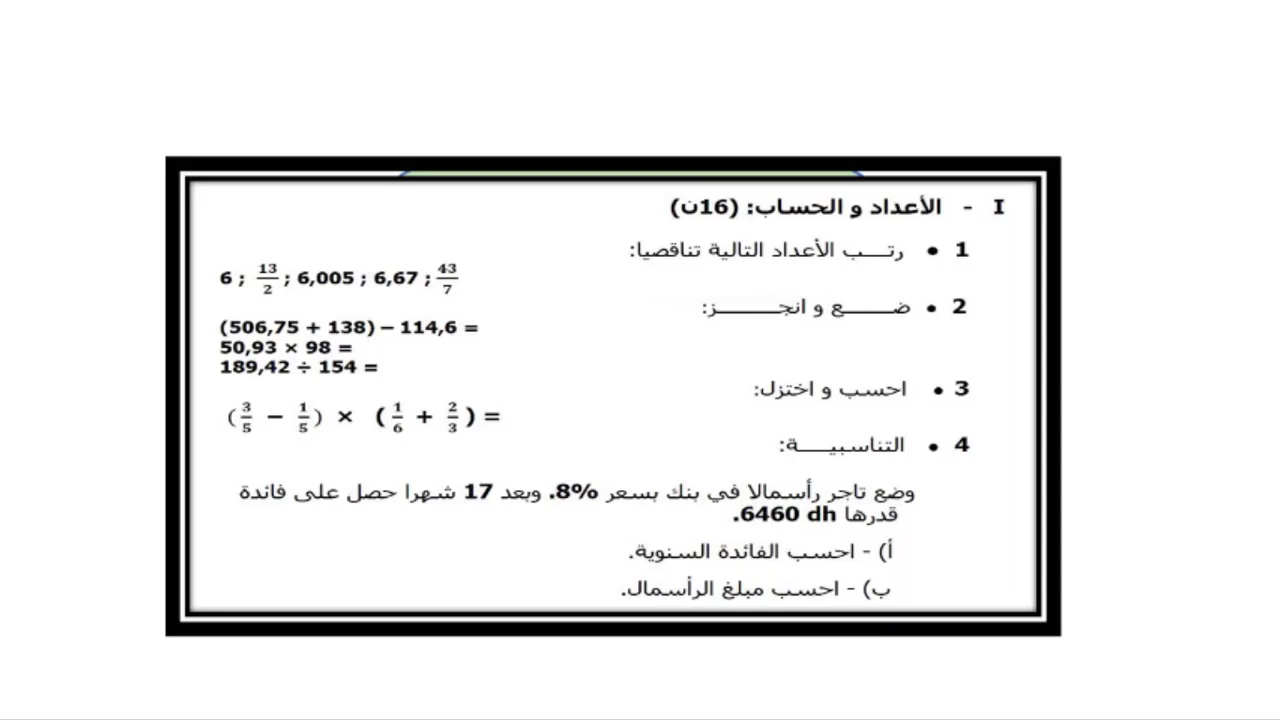 I - الأعداد و الحساب: (16ن)
1 • رتــب الأعداد التالية تناقصيا:
6 ; 13/2 ; 6,005 ; 6,67 ; 43/7
2 • ضـــــع و انجـــــــز:
(506,75 + 138) – 114,6 =
50,93 × 98 =
189,42 ÷ 154 =
3 • احسب و اختزل:
(3/5 − 1/5) × (1/6 + 2/3) =
4 • التناسبيـــة:
وضع تاجر رأسمالا في بنك بسعر 8%. وبعد 17 شهرا حصل على فائدة
قدرها 6460 dh.
أ) - احسب الفائدة السنوية.
ب) - احسب مبلغ الرأسمال.